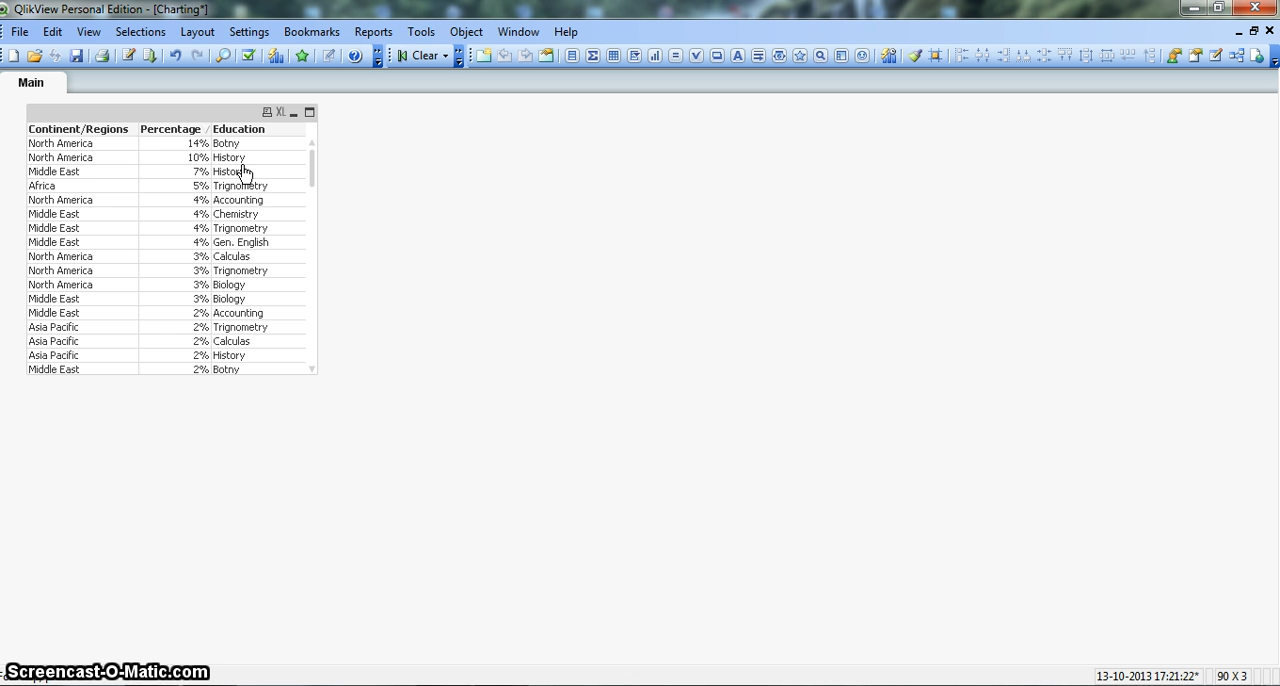 QlikView Personal Edition - [Charting*]
File Edit View Selections Layout Settings Bookmarks Reports Tools Object Window Help
Clear
Main
XL
Continent/Regions Percentage Education
North America 14% Botny
North America 10% History
Middle East 7%
Africa 5% Trignometry
North America 4% Accounting
Middle East 4% Chemistry
Middle East 4% Trignometry
Middle East 4% Gen. English
North America 3% Calculas
North America 3% Trignometry
North America 3% Biology
Middle East 3% Biology
Middle East 2% Accounting
Asia Pacific 2% Trignometry
Asia Pacific 2% Calculas
Asia Pacific 2% History
Middle East 2% Botny
Screencast-O-Matic.com
13-10-2013 17:21:22* 90 X 3